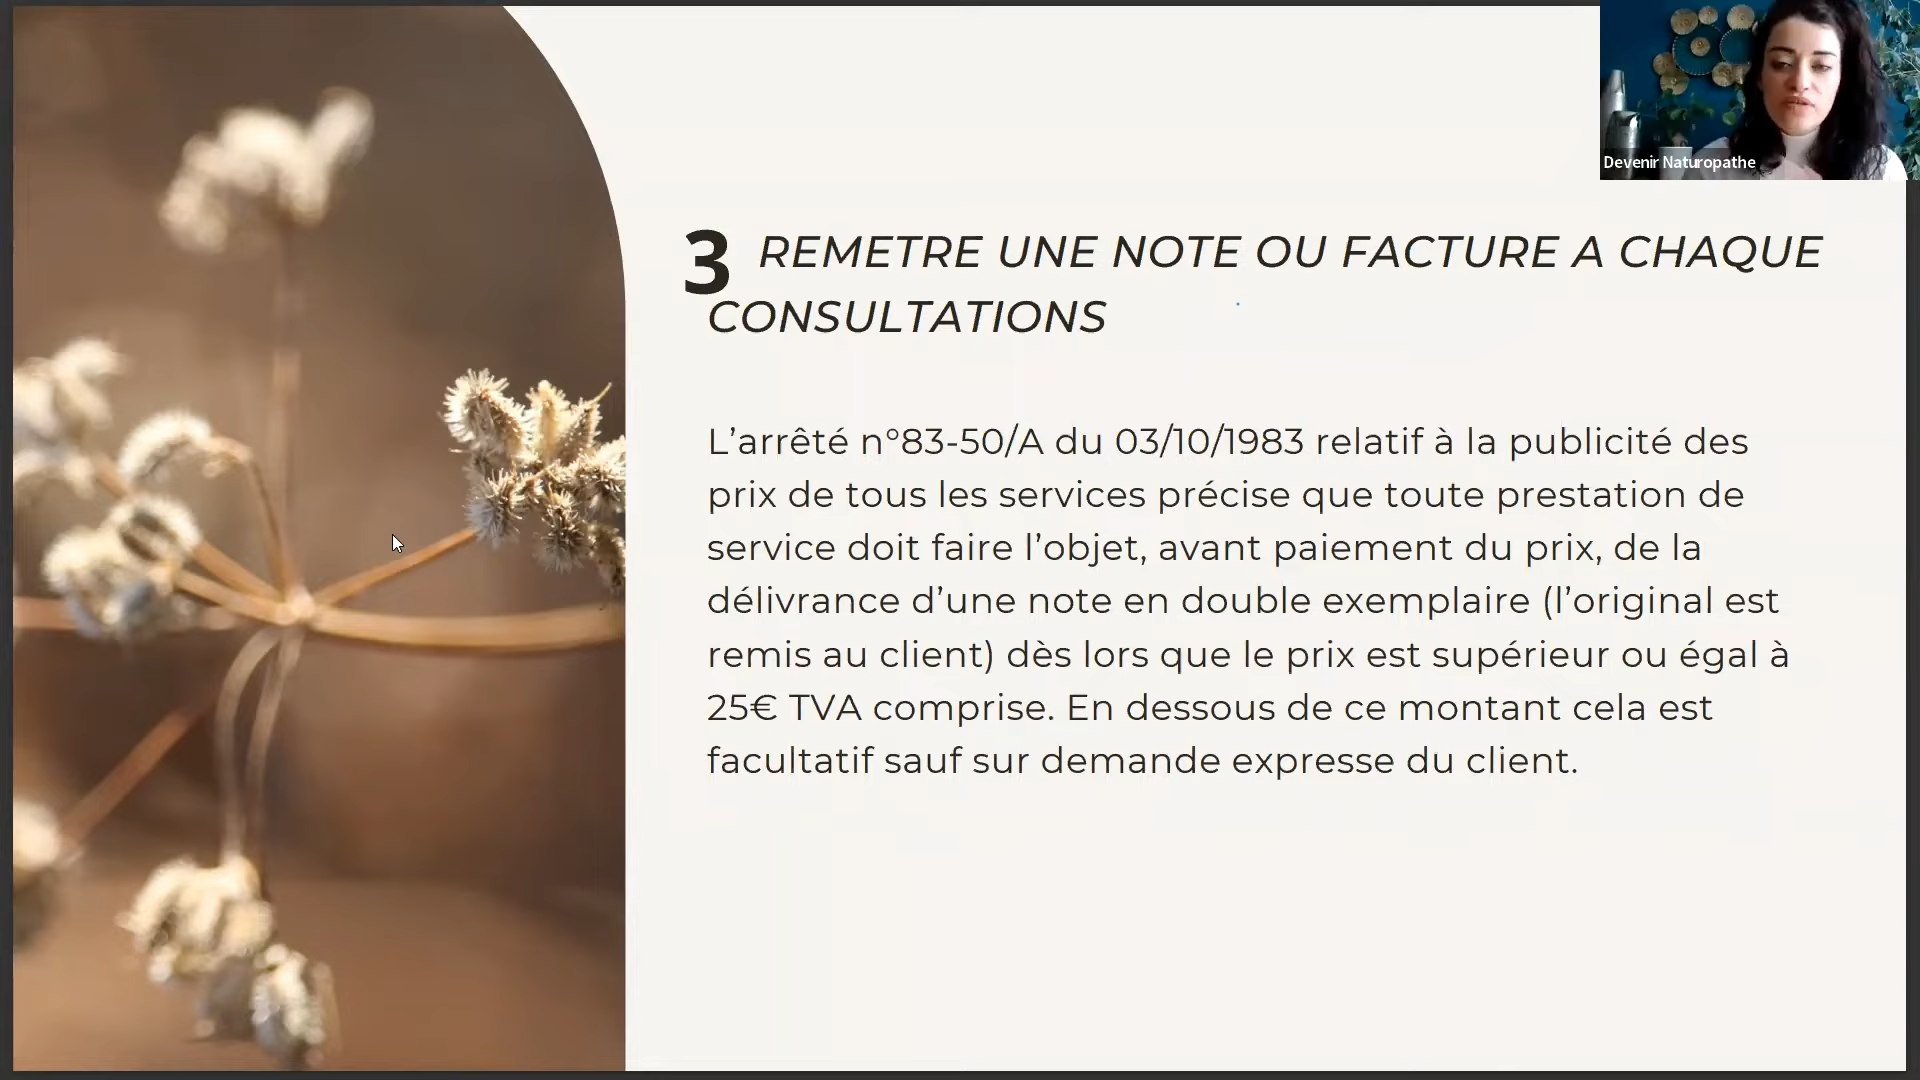 Devenir Naturopathe
3 REMETRE UNE NOTE OU FACTURE A CHAQUE
CONSULTATIONS
L’arrêté n°83-50/A du 03/10/1983 relatif à la publicité des
prix de tous les services précise que toute prestation de
service doit faire l’objet, avant paiement du prix, de la
délivrance d’une note en double exemplaire (l’original est
remis au client) dès lors que le prix est supérieur ou égal à
25€ TVA comprise. En dessous de ce montant cela est
facultatif sauf sur demande expresse du client.